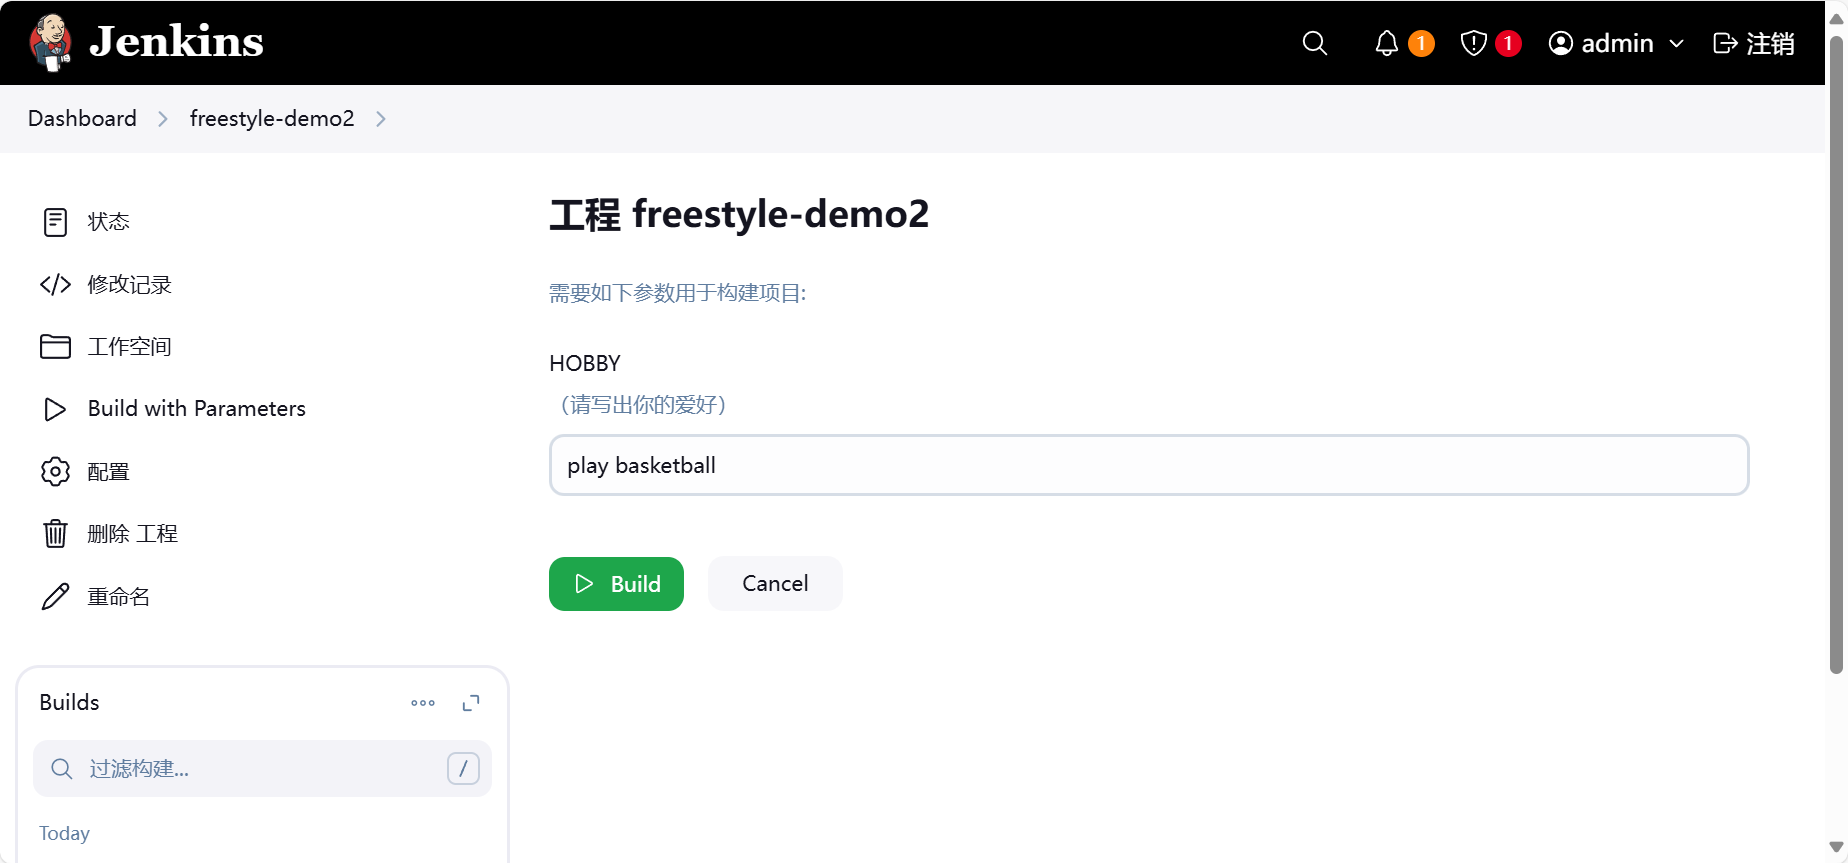 Jenkins
1
1
admin
注销
Dashboard
freestyle-demo2
状态
修改记录
工作空间
Build with Parameters
配置
删除 工程
重命名
Builds
过滤构建...
/
Today
工程 freestyle-demo2
需要如下参数用于构建项目:
HOBBY
（请写出你的爱好）
play basketball
Build
Cancel